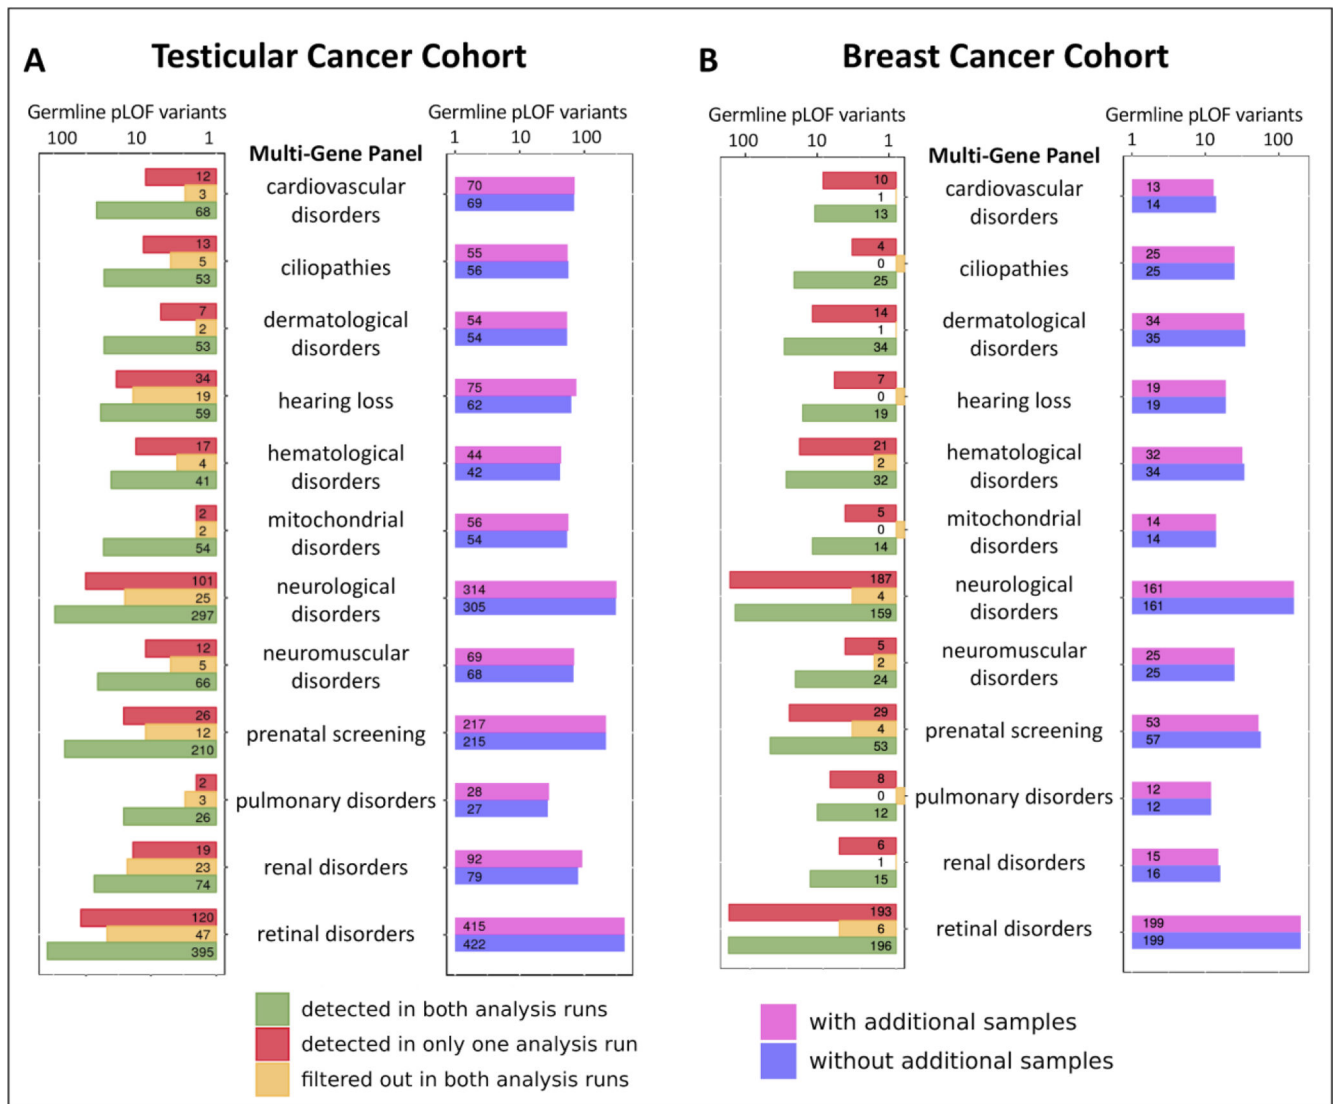 A
Testicular Cancer Cohort
Germline pLOF variants
100 10 1
Multi-Gene Panel
Germline pLOF variants
1 10 100
12
3
68
cardiovascular
disorders
70
69
13
5
53
ciliopathies
55
56
7
2
53
dermatological
disorders
54
54
34
19
59
hearing loss
75
62
17
4
41
hematological
disorders
44
42
2
2
54
mitochondrial
disorders
56
54
101
25
297
neurological
disorders
314
305
12
5
66
neuromuscular
disorders
69
68
26
12
210
prenatal screening
217
215
2
3
26
pulmonary disorders
28
27
19
23
74
renal disorders
92
79
120
47
395
retinal disorders
415
422
B
Breast Cancer Cohort
Germline pLOF variants
100 10 1
Multi-Gene Panel
Germline pLOF variants
1 10 100
10
1
13
cardiovascular
disorders
13
14
4
0
25
ciliopathies
25
25
14
1
34
dermatological
disorders
34
35
7
0
19
hearing loss
19
19
21
2
32
hematological
disorders
32
34
5
0
14
mitochondrial
disorders
14
14
187
4
159
neurological
disorders
161
161
5
2
24
neuromuscular
disorders
25
25
29
4
53
prenatal screening
53
57
8
0
12
pulmonary disorders
12
12
6
1
15
renal disorders
15
16
193
6
196
retinal disorders
199
199
detected in both analysis runs
detected in only one analysis run
filtered out in both analysis runs
with additional samples
without additional samples